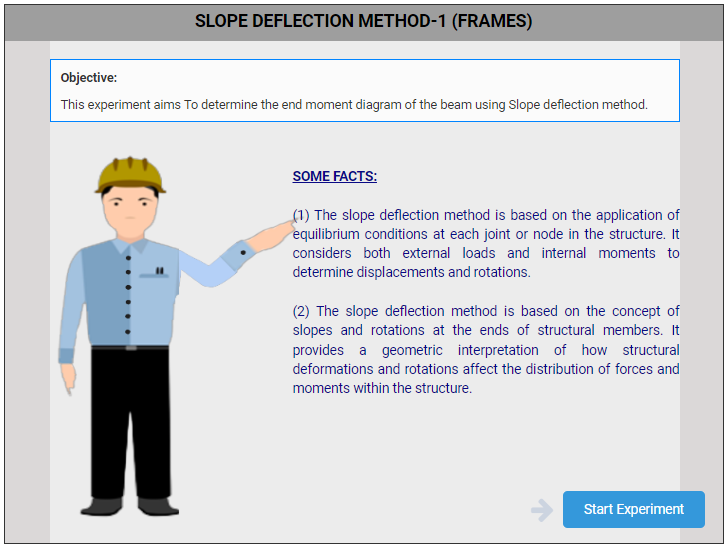 SLOPE DEFLECTION METHOD-1 (FRAMES)
Objective:
This experiment aims To determine the end moment diagram of the beam using Slope deflection method.
SOME FACTS:
(1) The slope deflection method is based on the application of
equilibrium conditions at each joint or node in the structure. It
considers both external loads and internal moments to
determine displacements and rotations.
(2) The slope deflection method is based on the concept of
slopes and rotations at the ends of structural members. It
provides a geometric interpretation of how structural
deformations and rotations affect the distribution of forces and
moments within the structure.
Start Experiment